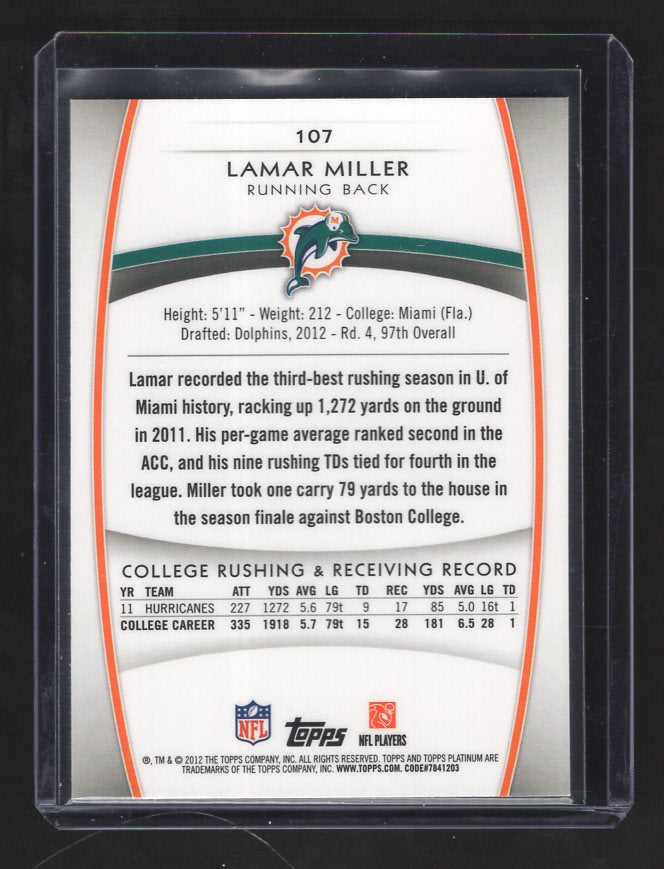 107
LAMAR MILLER
RUNNING BACK
M
Height: 5'11" - Weight: 212 - College: Miami (Fla.)
Drafted: Dolphins, 2012 - Rd. 4, 97th Overall
Lamar recorded the third-best rushing season in U. of
Miami history, racking up 1,272 yards on the ground
in 2011. His per-game average ranked second in the
ACC, and his nine rushing TDs tied for fourth in the
league. Miller took one carry 79 yards to the house in
the season finale against Boston College.
COLLEGE RUSHING & RECEIVING RECORD
YR TEAM ATT YDS AVG LG TD REC YDS AVG LG TD
11 HURRICANES 227 1272 5.6 79t 9 17 85 5.0 16t 1
COLLEGE CAREER 335 1918 5.7 79t 15 28 181 6.5 28 1
NFL
Topps
NFL PLAYERS
®, TM & © 2012 THE TOPPS COMPANY, INC. ALL RIGHTS RESERVED. TOPPS AND TOPPS PLATINUM ARE
TRADEMARKS OF THE TOPPS COMPANY, INC. WWW.TOPPS.COM. CODE#7841203